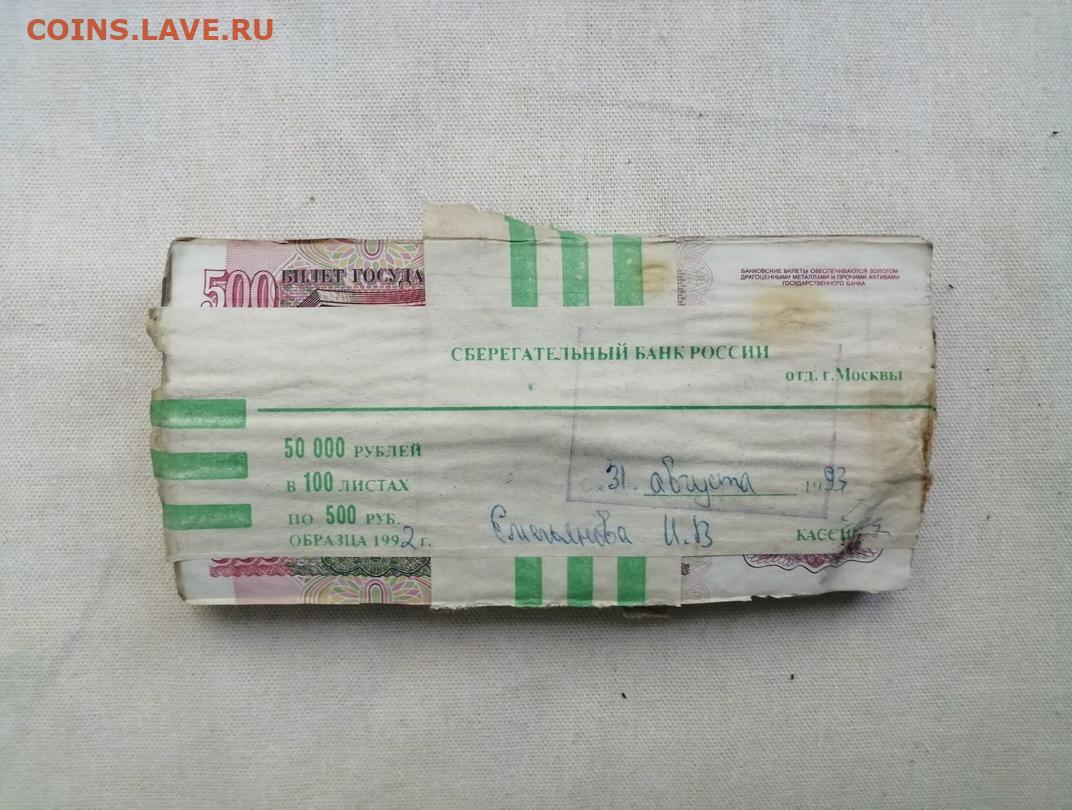 COINS.LAVE.RU
500 БИЛЕТ ГОСУДА
БАНКОВСКИЕ БИЛЕТЫ ОБЕСПЕЧИВАЮТСЯ ЗОЛОТОМ
ДРАГОЦЕННЫМИ МЕТАЛЛАМИ И ПРОЧИМИ АКТИВАМИ
ГОСУДАРСТВЕННОГО БАНКА
СБЕРЕГАТЕЛЬНЫЙ БАНК РОССИИ
отд. г. Москвы
50 000 РУБЛЕЙ
В 100 ЛИСТАХ
31 августа 1993
ПО 500 РУБ.
Емельянова И.В
ОБРАЗЦА 1992 г.
КАССИР